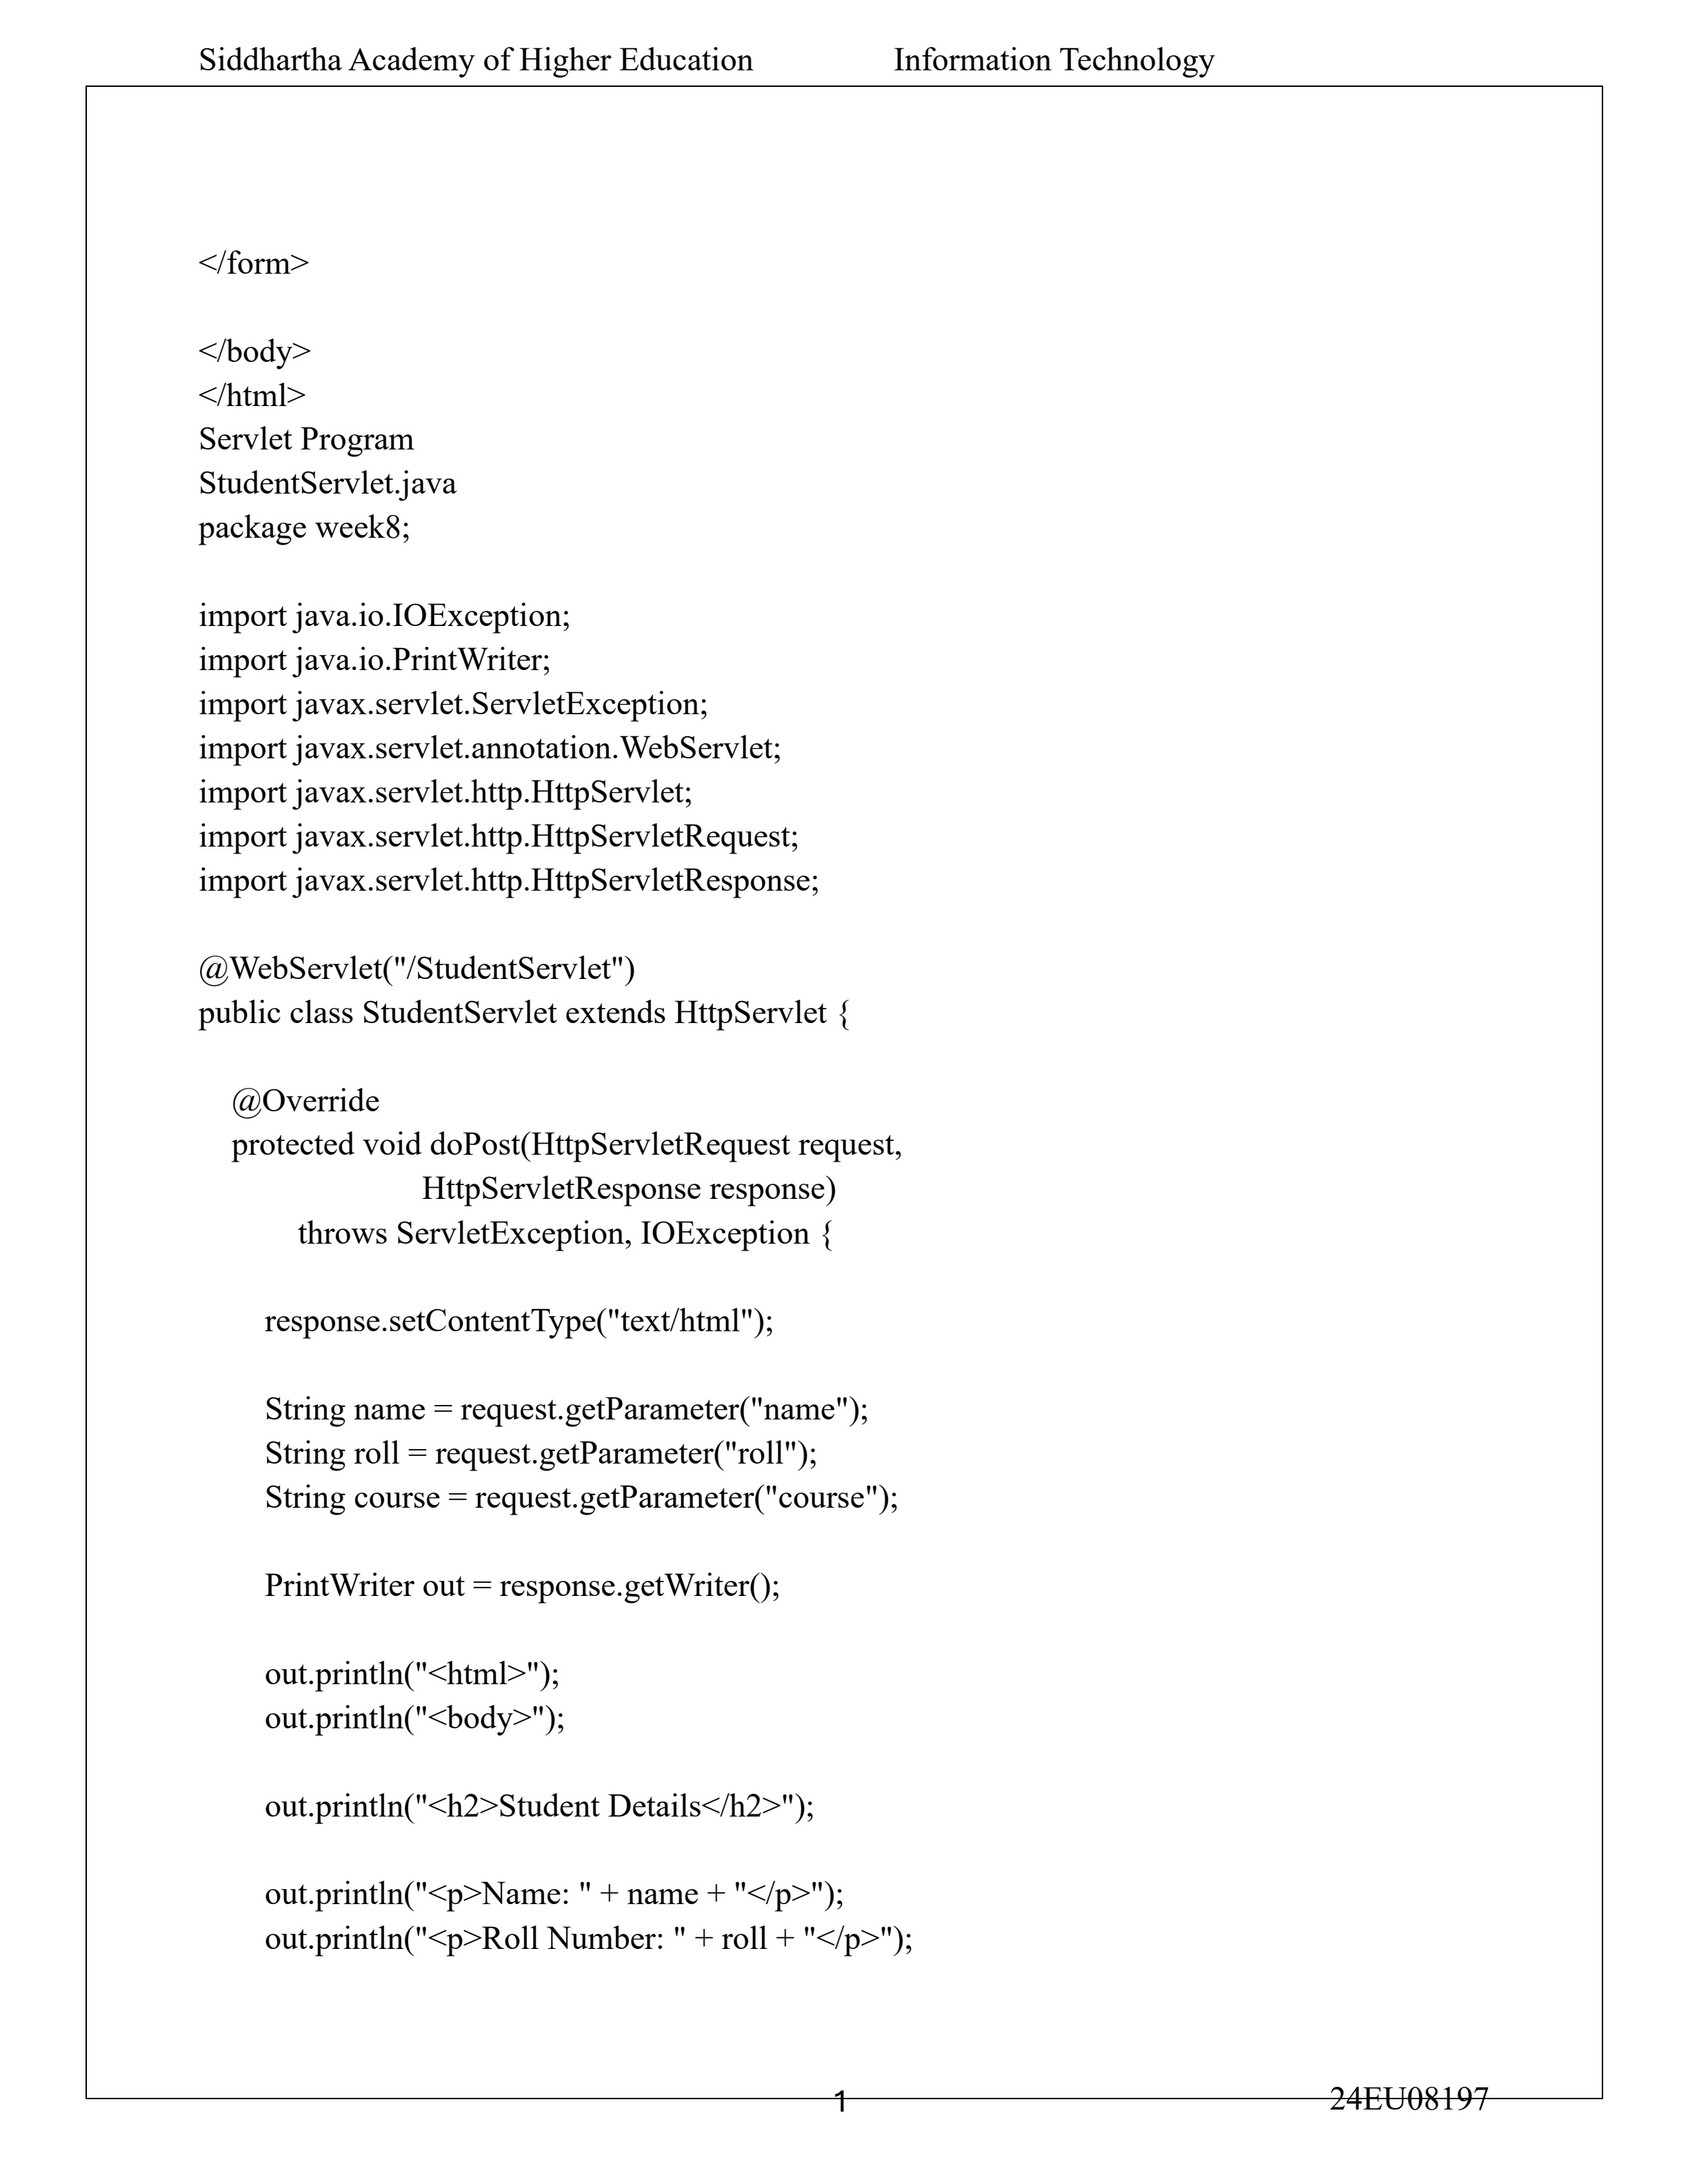 Siddhartha Academy of Higher Education Information Technology
</form>
</body>
</html>
Servlet Program
StudentServlet.java
package week8;
import java.io.IOException;
import java.io.PrintWriter;
import javax.servlet.ServletException;
import javax.servlet.annotation.WebServlet;
import javax.servlet.http.HttpServlet;
import javax.servlet.http.HttpServletRequest;
import javax.servlet.http.HttpServletResponse;
@WebServlet("/StudentServlet")
public class StudentServlet extends HttpServlet {
@Override
protected void doPost(HttpServletRequest request,
HttpServletResponse response)
throws ServletException, IOException {
response.setContentType("text/html");
String name = request.getParameter("name");
String roll = request.getParameter("roll");
String course = request.getParameter("course");
PrintWriter out = response.getWriter();
out.println("<html>");
out.println("<body>");
out.println("<h2>Student Details</h2>");
out.println("<p>Name: " + name + "</p>");
out.println("<p>Roll Number: " + roll + "</p>");
1 24EU08197